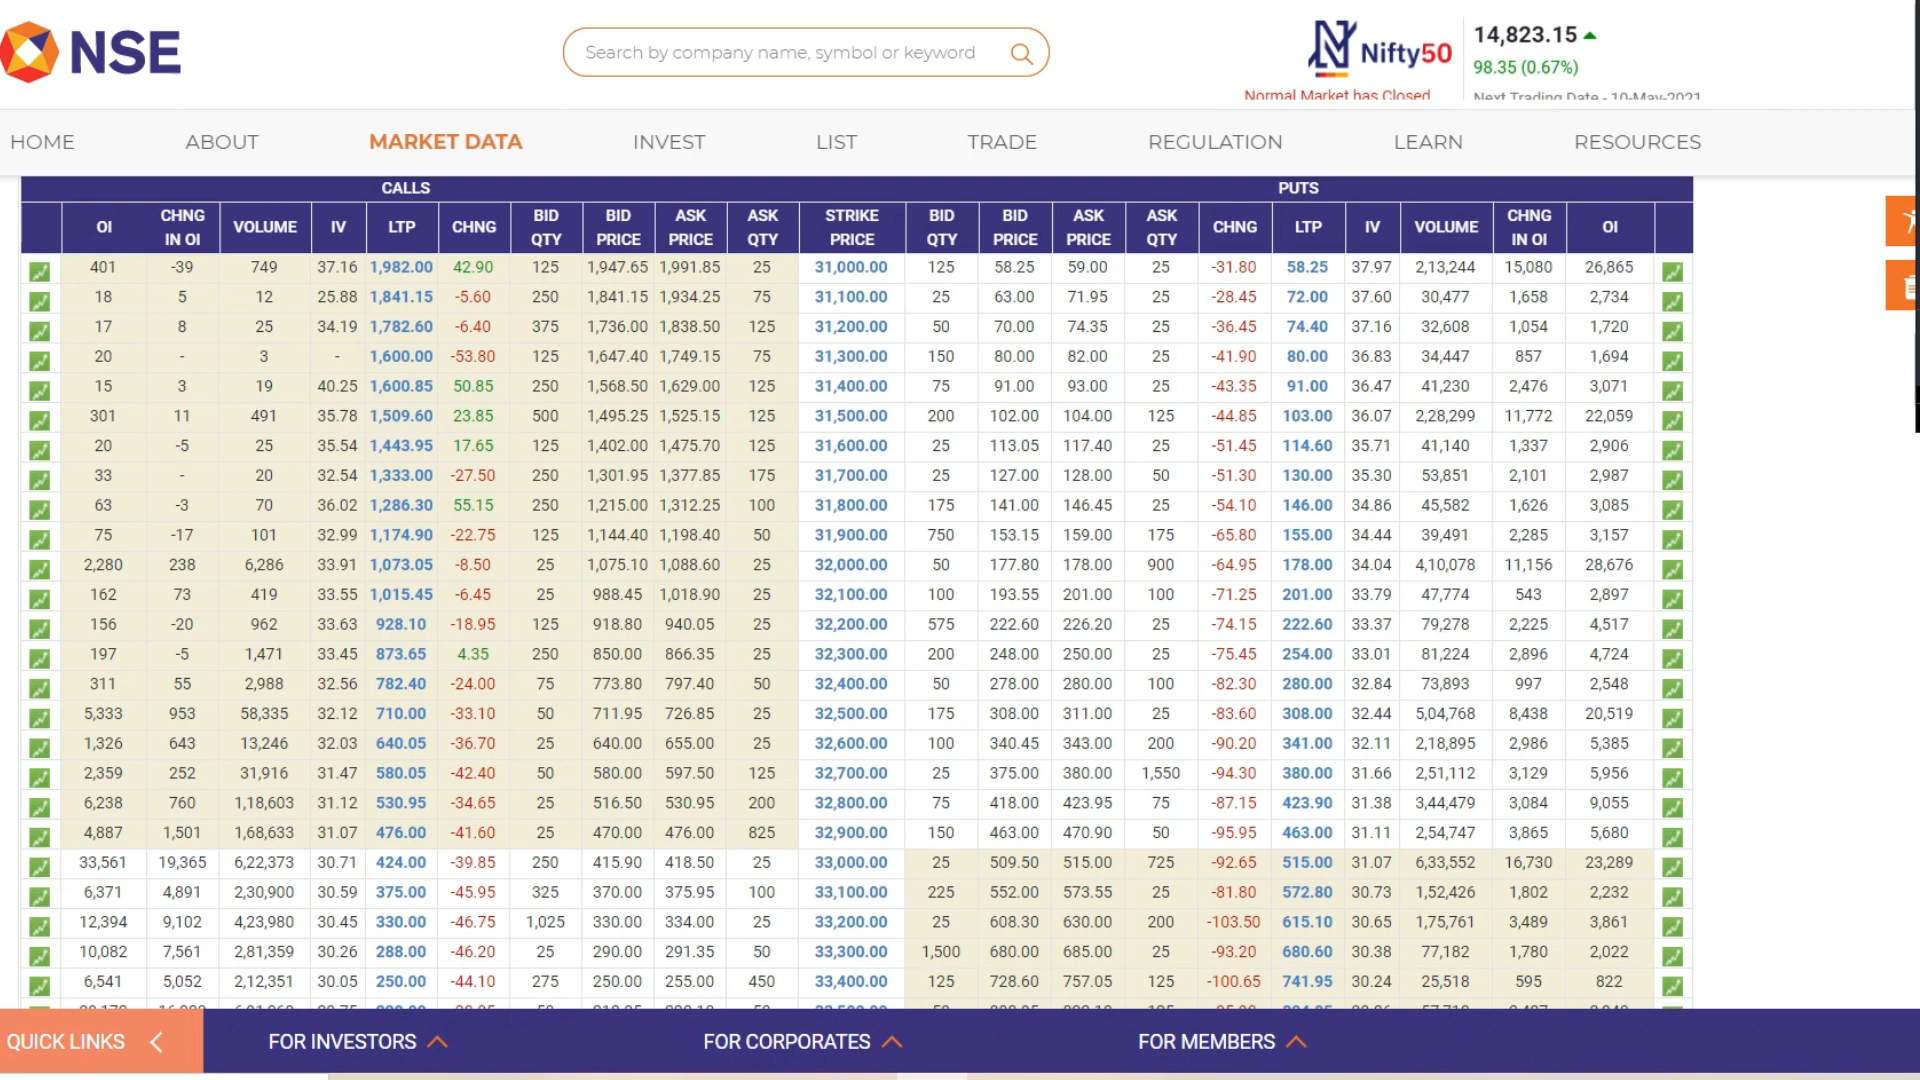 NSE
Search by company name, symbol or keyword
Nifty50
14,823.15
98.35 (0.67%)
Normal Market has Closed
Next Trading Date - 10-May-2021
HOME ABOUT MARKET DATA INVEST LIST TRADE REGULATION LEARN RESOURCES
CALLS PUTS
OI CHNG IN OI VOLUME IV LTP CHNG BID QTY BID PRICE ASK PRICE ASK QTY STRIKE PRICE BID QTY BID PRICE ASK PRICE ASK QTY CHNG LTP IV VOLUME CHNG IN OI OI
401 -39 749 37.16 1,982.00 42.90 125 1,947.65 1,991.85 25 31,000.00 125 58.25 59.00 25 -31.80 58.25 37.97 2,13,244 15,080 26,865
18 5 12 25.88 1,841.15 -5.60 250 1,841.15 1,934.25 75 31,100.00 25 63.00 71.95 25 -28.45 72.00 37.60 30,477 1,658 2,734
17 8 25 34.19 1,782.60 -6.40 375 1,736.00 1,838.50 125 31,200.00 50 70.00 74.35 25 -36.45 74.40 37.16 32,608 1,054 1,720
20 - 3 - 1,600.00 -53.80 125 1,647.40 1,749.15 75 31,300.00 150 80.00 82.00 25 -41.90 80.00 36.83 34,447 857 1,694
15 3 19 40.25 1,600.85 50.85 250 1,568.50 1,629.00 125 31,400.00 75 91.00 93.00 25 -43.35 91.00 36.47 41,230 2,476 3,071
301 11 491 35.78 1,509.60 23.85 500 1,495.25 1,525.15 125 31,500.00 200 102.00 104.00 125 -44.85 103.00 36.07 2,28,299 11,772 22,059
20 -5 25 35.54 1,443.95 17.65 125 1,402.00 1,475.70 125 31,600.00 25 113.05 117.40 25 -51.45 114.60 35.71 41,140 1,337 2,906
33 - 20 32.54 1,333.00 -27.50 250 1,301.95 1,377.85 175 31,700.00 25 127.00 128.00 50 -51.30 130.00 35.30 53,851 2,101 2,987
63 -3 70 36.02 1,286.30 55.15 250 1,215.00 1,312.25 100 31,800.00 175 141.00 146.45 25 -54.10 146.00 34.86 45,582 1,626 3,085
75 -17 101 32.99 1,174.90 -22.75 125 1,144.40 1,198.40 50 31,900.00 750 153.15 159.00 175 -65.80 155.00 34.44 39,491 2,285 3,157
2,280 238 6,286 33.91 1,073.05 -8.50 25 1,075.10 1,088.60 25 32,000.00 50 177.80 178.00 900 -64.95 178.00 34.04 4,10,078 11,156 28,676
162 73 419 33.55 1,015.45 -6.45 25 988.45 1,018.90 25 32,100.00 100 193.55 201.00 100 -71.25 201.00 33.79 47,774 543 2,897
156 -20 962 33.63 928.10 -18.95 125 918.80 940.05 25 32,200.00 575 222.60 226.20 25 -74.15 222.60 33.37 79,278 2,225 4,517
197 -5 1,471 33.45 873.65 4.35 250 850.00 866.35 25 32,300.00 200 248.00 250.00 25 -75.45 254.00 33.01 81,224 2,896 4,724
311 55 2,988 32.56 782.40 -24.00 75 773.80 797.40 50 32,400.00 50 278.00 280.00 100 -82.30 280.00 32.84 73,893 997 2,548
5,333 953 58,335 32.12 710.00 -33.10 50 711.95 726.85 25 32,500.00 175 308.00 311.00 25 -83.60 308.00 32.44 5,04,768 8,438 20,519
1,326 643 13,246 32.03 640.05 -36.70 25 640.00 655.00 25 32,600.00 100 340.45 343.00 200 -90.20 341.00 32.11 2,18,895 2,986 5,385
2,359 252 31,916 31.47 580.05 -42.40 50 580.00 597.50 125 32,700.00 25 375.00 380.00 1,550 -94.30 380.00 31.66 2,51,112 3,129 5,956
6,238 760 1,18,603 31.12 530.95 -34.65 25 516.50 530.95 200 32,800.00 75 418.00 423.95 75 -87.15 423.90 31.38 3,44,479 3,084 9,055
4,887 1,501 1,68,633 31.07 476.00 -41.60 25 470.00 476.00 825 32,900.00 150 463.00 470.90 50 -95.95 463.00 31.11 2,54,747 3,865 5,680
33,561 19,365 6,22,373 30.71 424.00 -39.85 250 415.90 418.50 25 33,000.00 25 509.50 515.00 725 -92.65 515.00 31.07 6,33,552 16,730 23,289
6,371 4,891 2,30,900 30.59 375.00 -45.95 325 370.00 375.95 100 33,100.00 225 552.00 573.55 25 -81.80 572.80 30.73 1,52,426 1,802 2,232
12,394 9,102 4,23,980 30.45 330.00 -46.75 1,025 330.00 334.00 25 33,200.00 25 608.30 630.00 200 -103.50 615.10 30.65 1,75,761 3,489 3,861
10,082 7,561 2,81,359 30.26 288.00 -46.20 25 290.00 291.35 50 33,300.00 1,500 680.00 685.00 25 -93.20 680.60 30.38 77,182 1,780 2,022
6,541 5,052 2,12,351 30.05 250.00 -44.10 275 250.00 255.00 450 33,400.00 125 728.60 757.05 125 -100.65 741.95 30.24 25,518 595 822
QUICK LINKS FOR INVESTORS FOR CORPORATES FOR MEMBERS